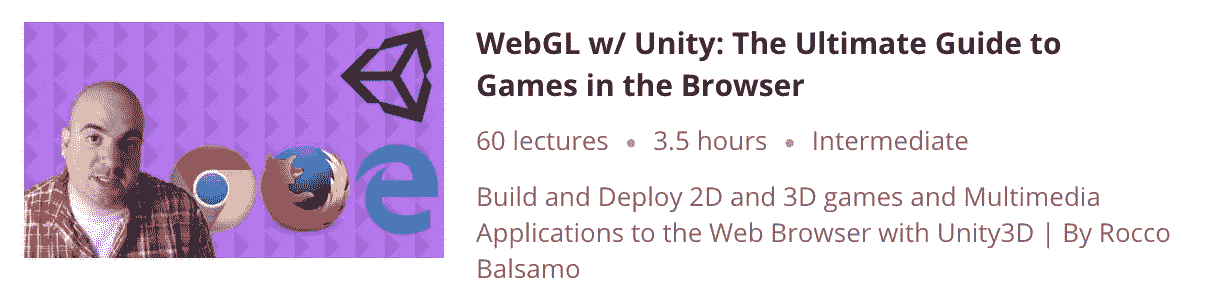 WebGL w/ Unity: The Ultimate Guide to
Games in the Browser
60 lectures • 3.5 hours • Intermediate
Build and Deploy 2D and 3D games and Multimedia
Applications to the Web Browser with Unity3D | By Rocco
Balsamo